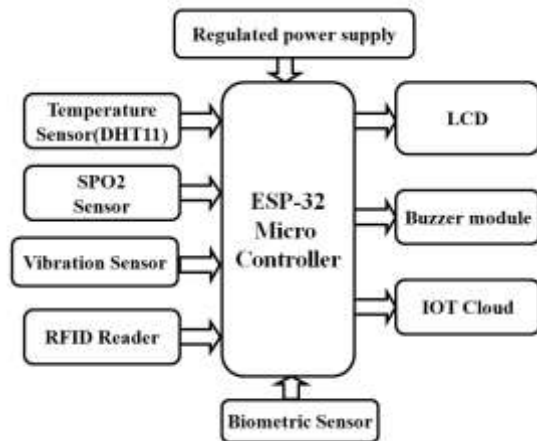 Regulated power supply
Temperature
Sensor(DHT11)
SPO2
Sensor
Vibration Sensor
RFID Reader
ESP-32
Micro
Controller
LCD
Buzzer module
IOT Cloud
Biometric Sensor